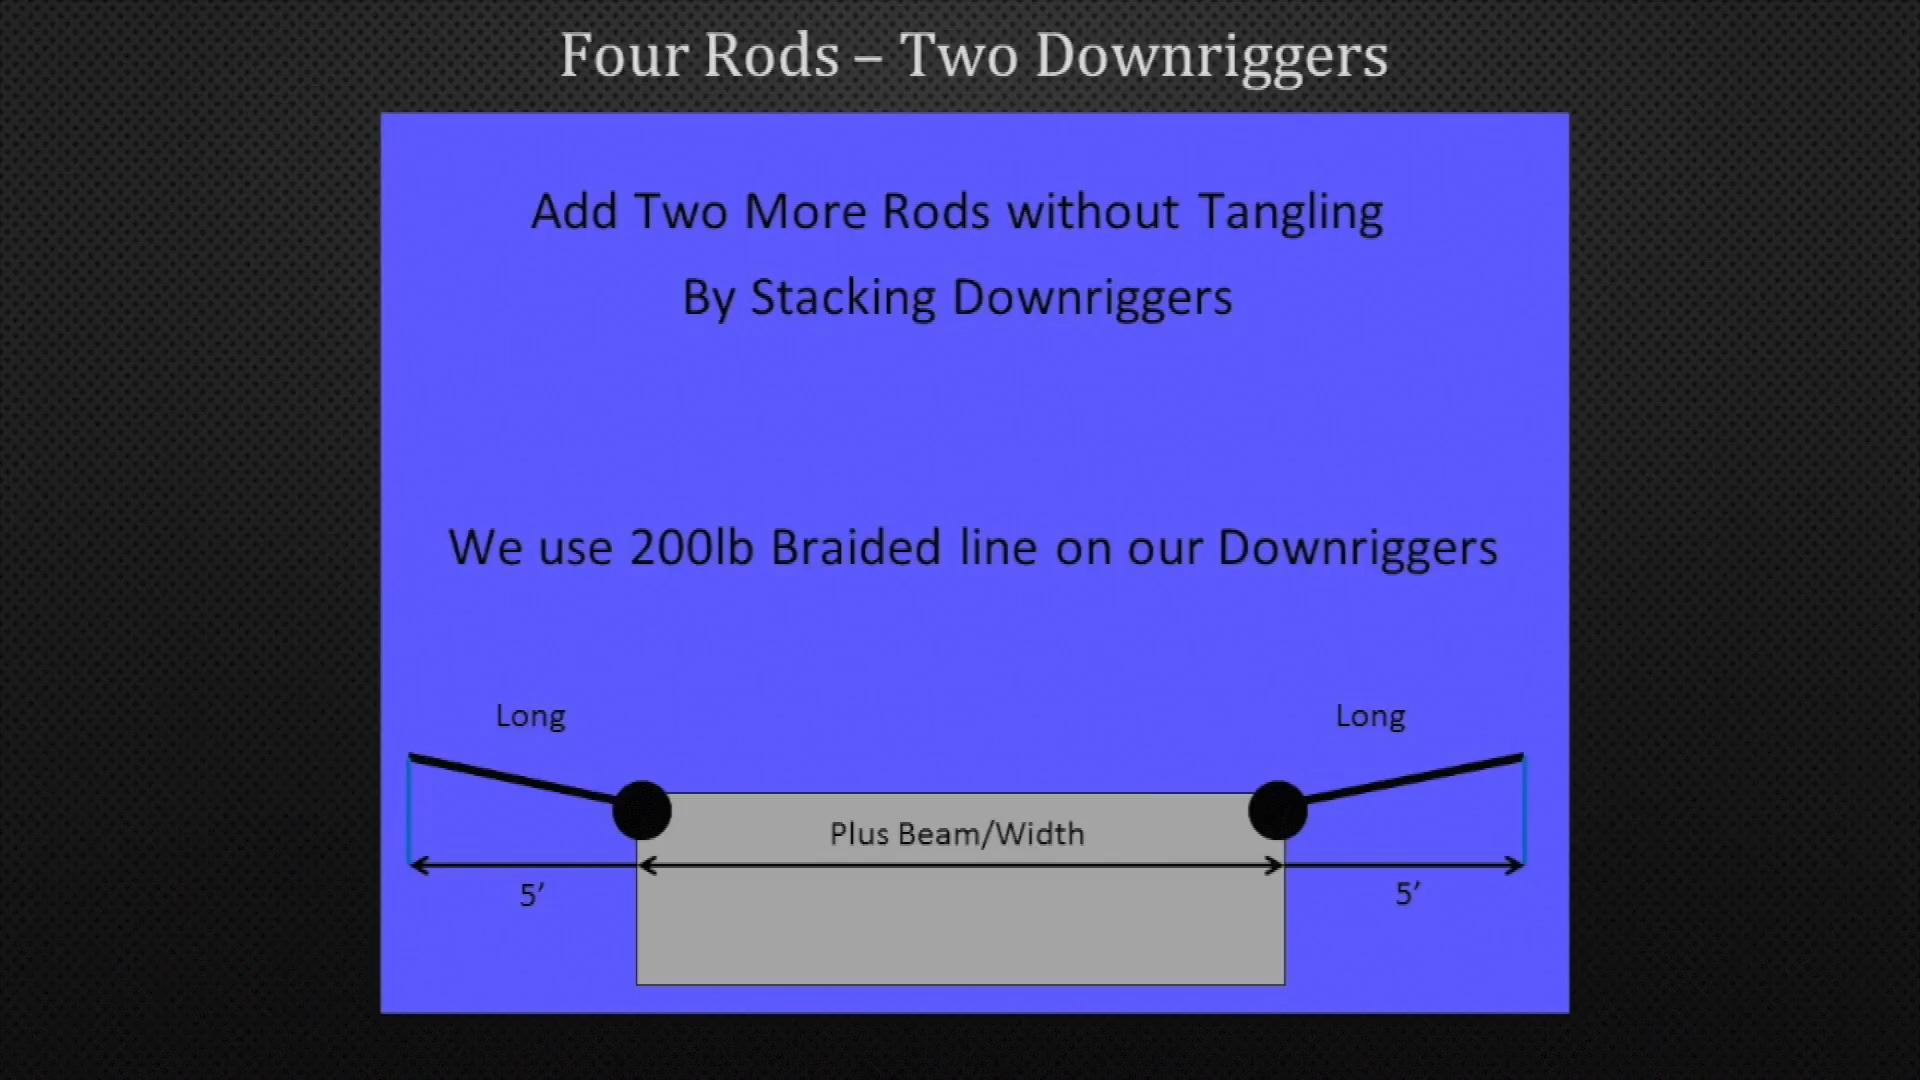 Four Rods – Two Downriggers
Add Two More Rods without Tangling
By Stacking Downriggers
We use 200lb Braided line on our Downriggers
Long
Long
Plus Beam/Width
5’
5’